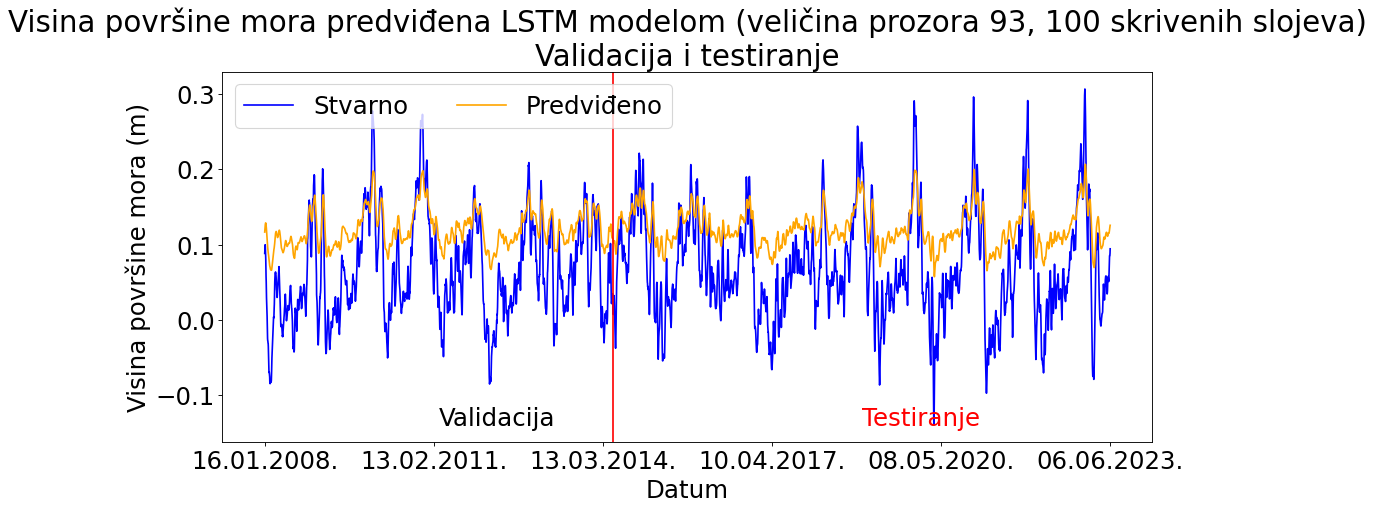 Visina površine mora predviđena LSTM modelom (veličina prozora 93, 100 skrivenih slojeva)
Validacija i testiranje
Stvarno Predviđeno
Visina površine mora (m)
0.3
0.2
0.1
0.0
−0.1
Validacija Testiranje
16.01.2008. 13.02.2011. 13.03.2014. 10.04.2017. 08.05.2020. 06.06.2023.
Datum